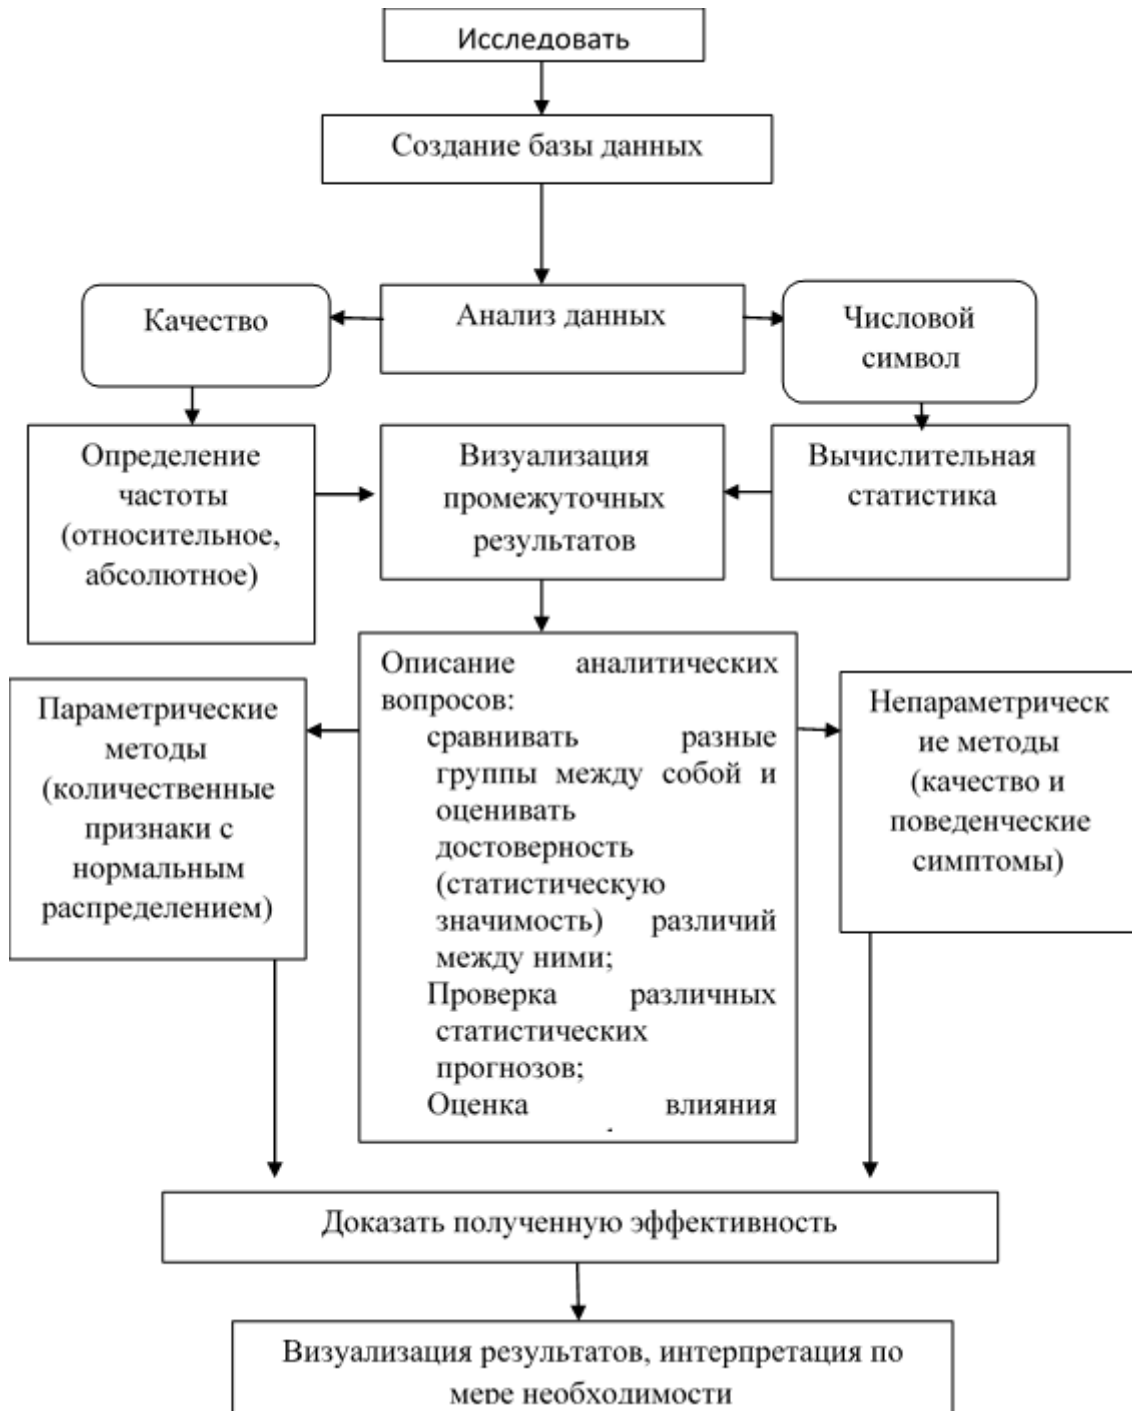 Исследовать
Создание базы данных
Качество
Анализ данных
Числовой
символ
Определение
частоты
(относительное,
абсолютное)
Визуализация
промежуточных
результатов
Вычислительная
статистика
Параметрические
методы
(количественные
признаки с
нормальным
распределением)
Описание аналитических
вопросов:
сравнивать разные
группы между собой и
оценивать
достоверность
(статистическую
значимость) различий
между ними;
Проверка различных
статистических
прогнозов;
Оценка влияния
Непараметрическ
ие методы
(качество и
поведенческие
симптомы)
Доказать полученную эффективность
Визуализация результатов, интерпретация по
мере необходимости